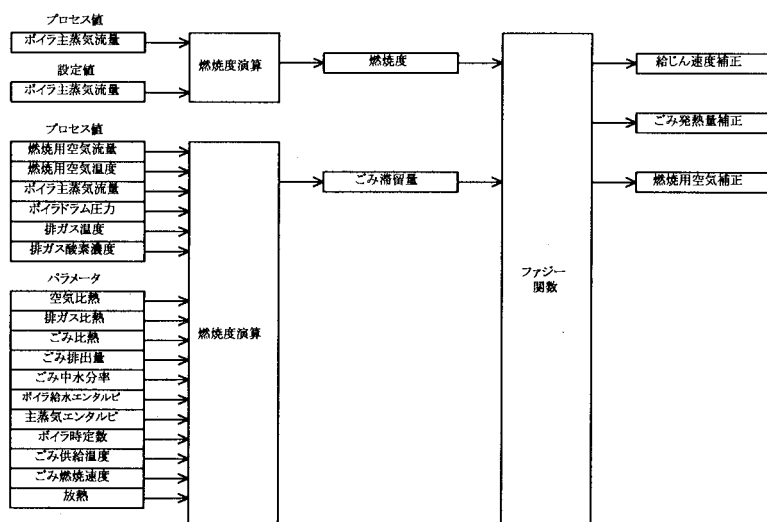 プロセス値
ボイラ主蒸気流量
設定値
ボイラ主蒸気流量
燃焼度演算
燃焼度
プロセス値
燃焼用空気流量
燃焼用空気温度
ボイラ主蒸気流量
ボイラドラム圧力
排ガス温度
排ガス酸素濃度
パラメータ
空気比熱
排ガス比熱
ごみ比熱
ごみ排出量
ごみ中水分率
ボイラ給水エンタルピ
主蒸気エンタルピ
ボイラ時定数
ごみ供給温度
ごみ燃焼速度
放熱
燃焼度演算
ごみ滞留量
ファジー
関数
給じん速度補正
ごみ発熱量補正
燃焼用空気補正